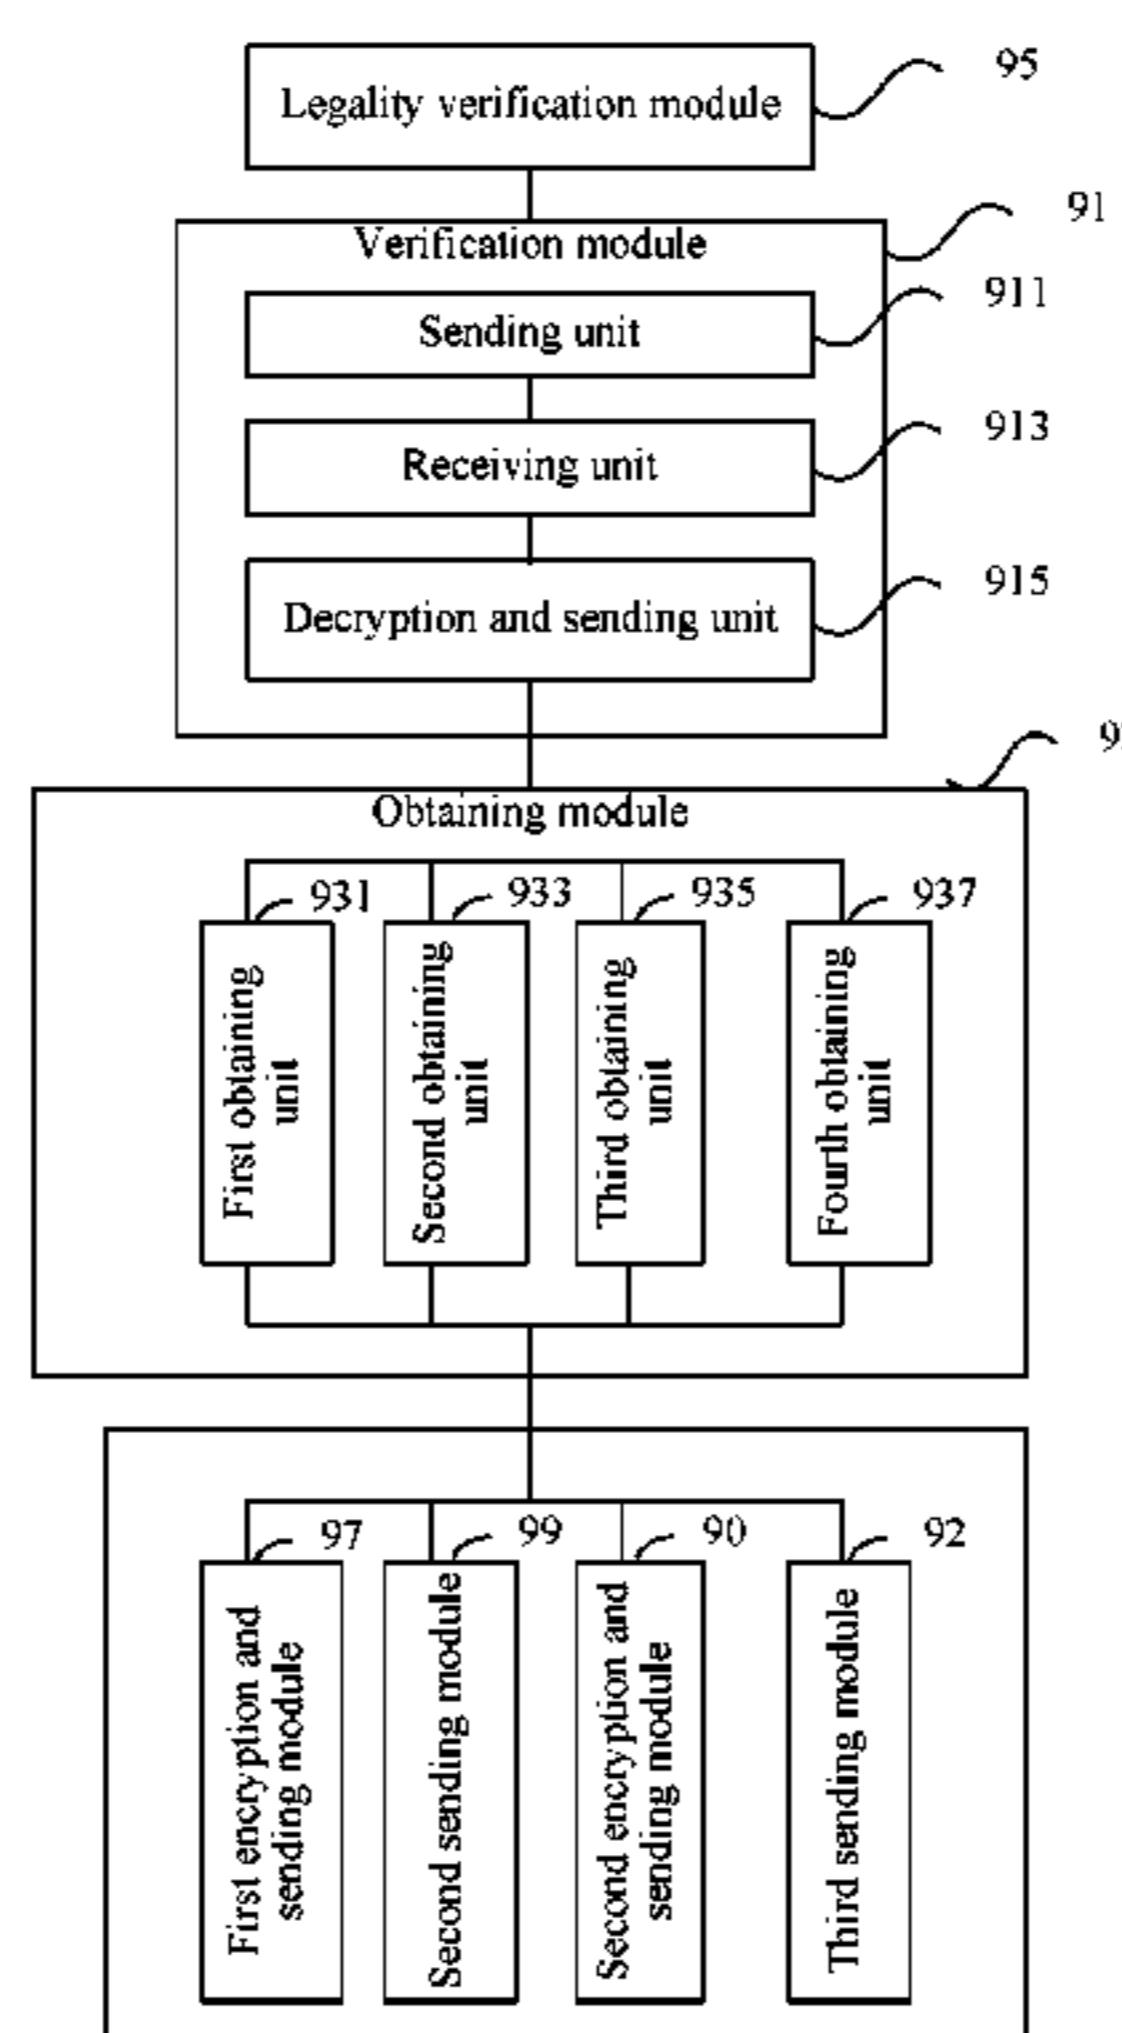 Legality verification module
95
Verification module
91
Sending unit
911
Receiving unit
913
Decryption and sending unit
915
Obtaining module
931
933
935
937
First obtaining
unit
Second obtaining
unit
Third obtaining
unit
Fourth obtaining
unit
97
99
90
92
First encryption and
sending module
Second sending module
Second encryption and
sending module
Third sending module